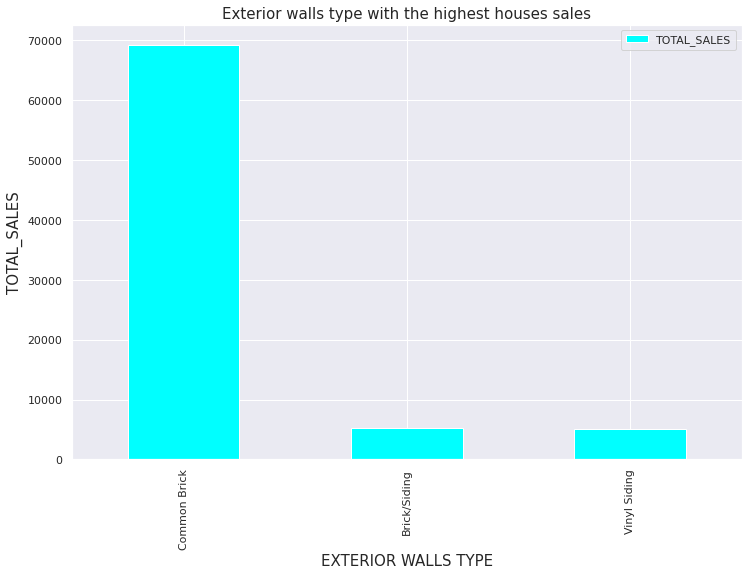 Exterior walls type with the highest houses sales
TOTAL_SALES
70000
60000
50000
40000
30000
20000
10000
0
TOTAL_SALES
Common Brick
Brick/Siding
Vinyl Siding
EXTERIOR WALLS TYPE